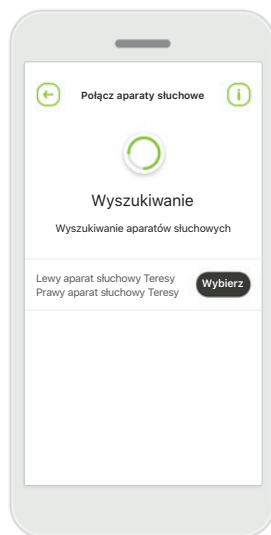 Połącz aparaty słuchowe
Wyszukiwanie
Wyszukiwanie aparatów słuchowych
Lewy aparat słuchowy Teresy
Prawy aparat słuchowy Teresy
Wybierz